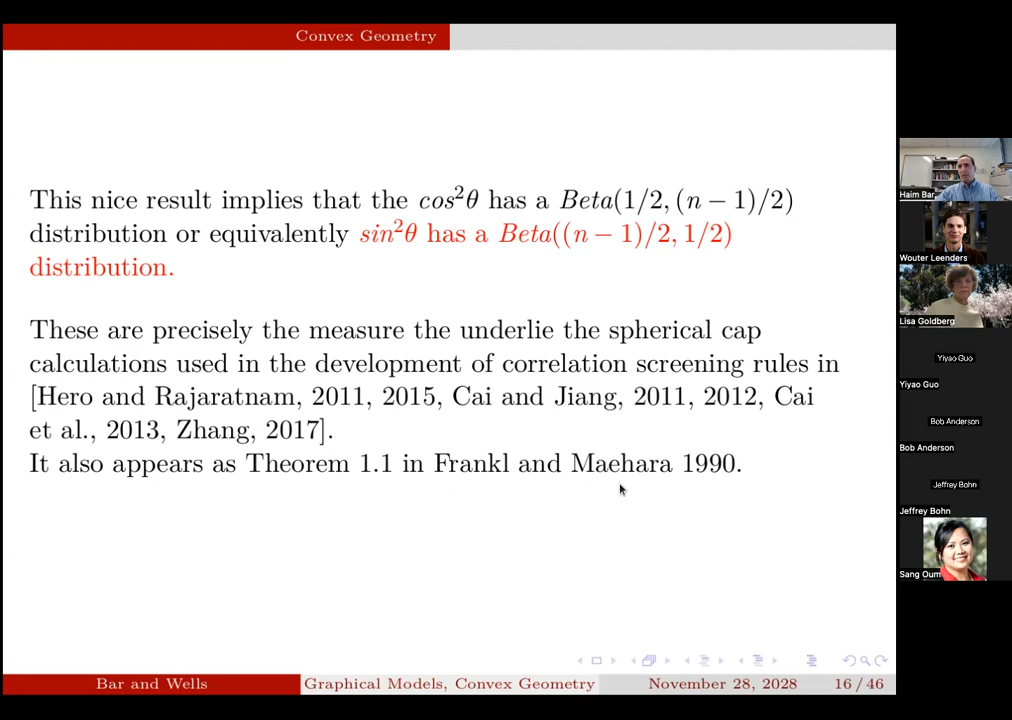 Convex Geometry
This nice result implies that the cos²θ has a Beta(1/2, (n − 1)/2)
distribution or equivalently sin²θ has a Beta((n − 1)/2, 1/2)
distribution.
These are precisely the measure the underlie the spherical cap
calculations used in the development of correlation screening rules in
[Hero and Rajaratnam, 2011, 2015, Cai and Jiang, 2011, 2012, Cai
et al., 2013, Zhang, 2017].
It also appears as Theorem 1.1 in Frankl and Maehara 1990.
Bar and Wells
Graphical Models, Convex Geometry
November 28, 2028
16 / 46
Haim Bar
Wouter Leenders
Lisa Goldberg
Yiyao Guo
Yiyao Guo
Bob Anderson
Bob Anderson
Jeffrey Bohn
Jeffrey Bohn
Sang Oum